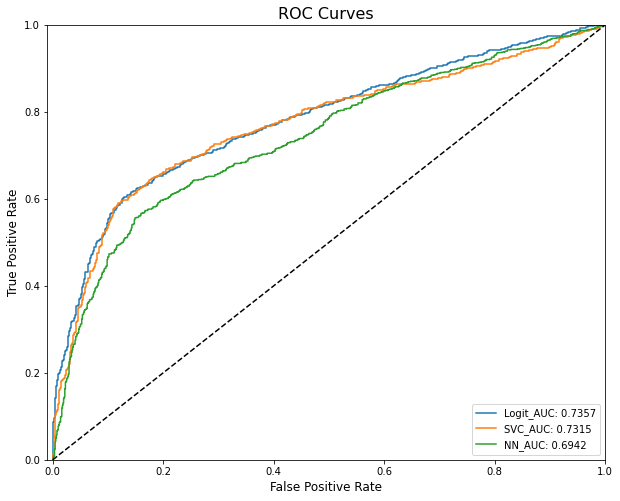 ROC Curves
True Positive Rate
1.0
0.8
0.6
0.4
0.2
0.0
0.0
0.2
0.4
0.6
0.8
1.0
False Positive Rate
Logit_AUC: 0.7357
SVC_AUC: 0.7315
NN_AUC: 0.6942